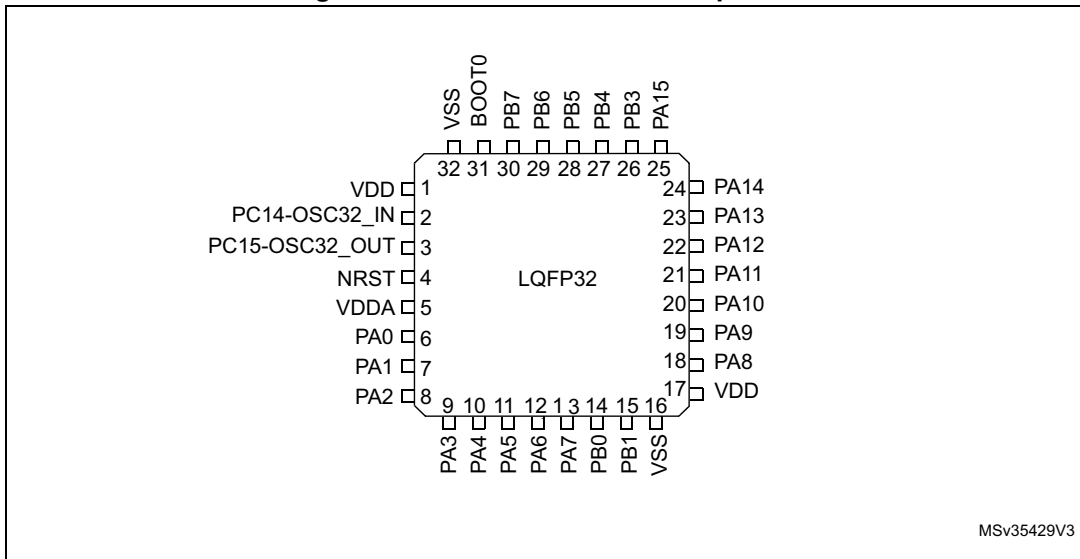 VSS
BOOT0
PB7
PB6
PB5
PB4
PB3
PA15
32 31 30 29 28 27 26 25
VDD 1
PC14-OSC32_IN 2
PC15-OSC32_OUT 3
NRST 4
VDDA 5
PA0 6
PA1 7
PA2 8
LQFP32
24 PA14
23 PA13
22 PA12
21 PA11
20 PA10
19 PA9
18 PA8
17 VDD
9 10 11 12 13 14 15 16
PA3
PA4
PA5
PA6
PA7
PB0
PB1
VSS
MSv35429V3